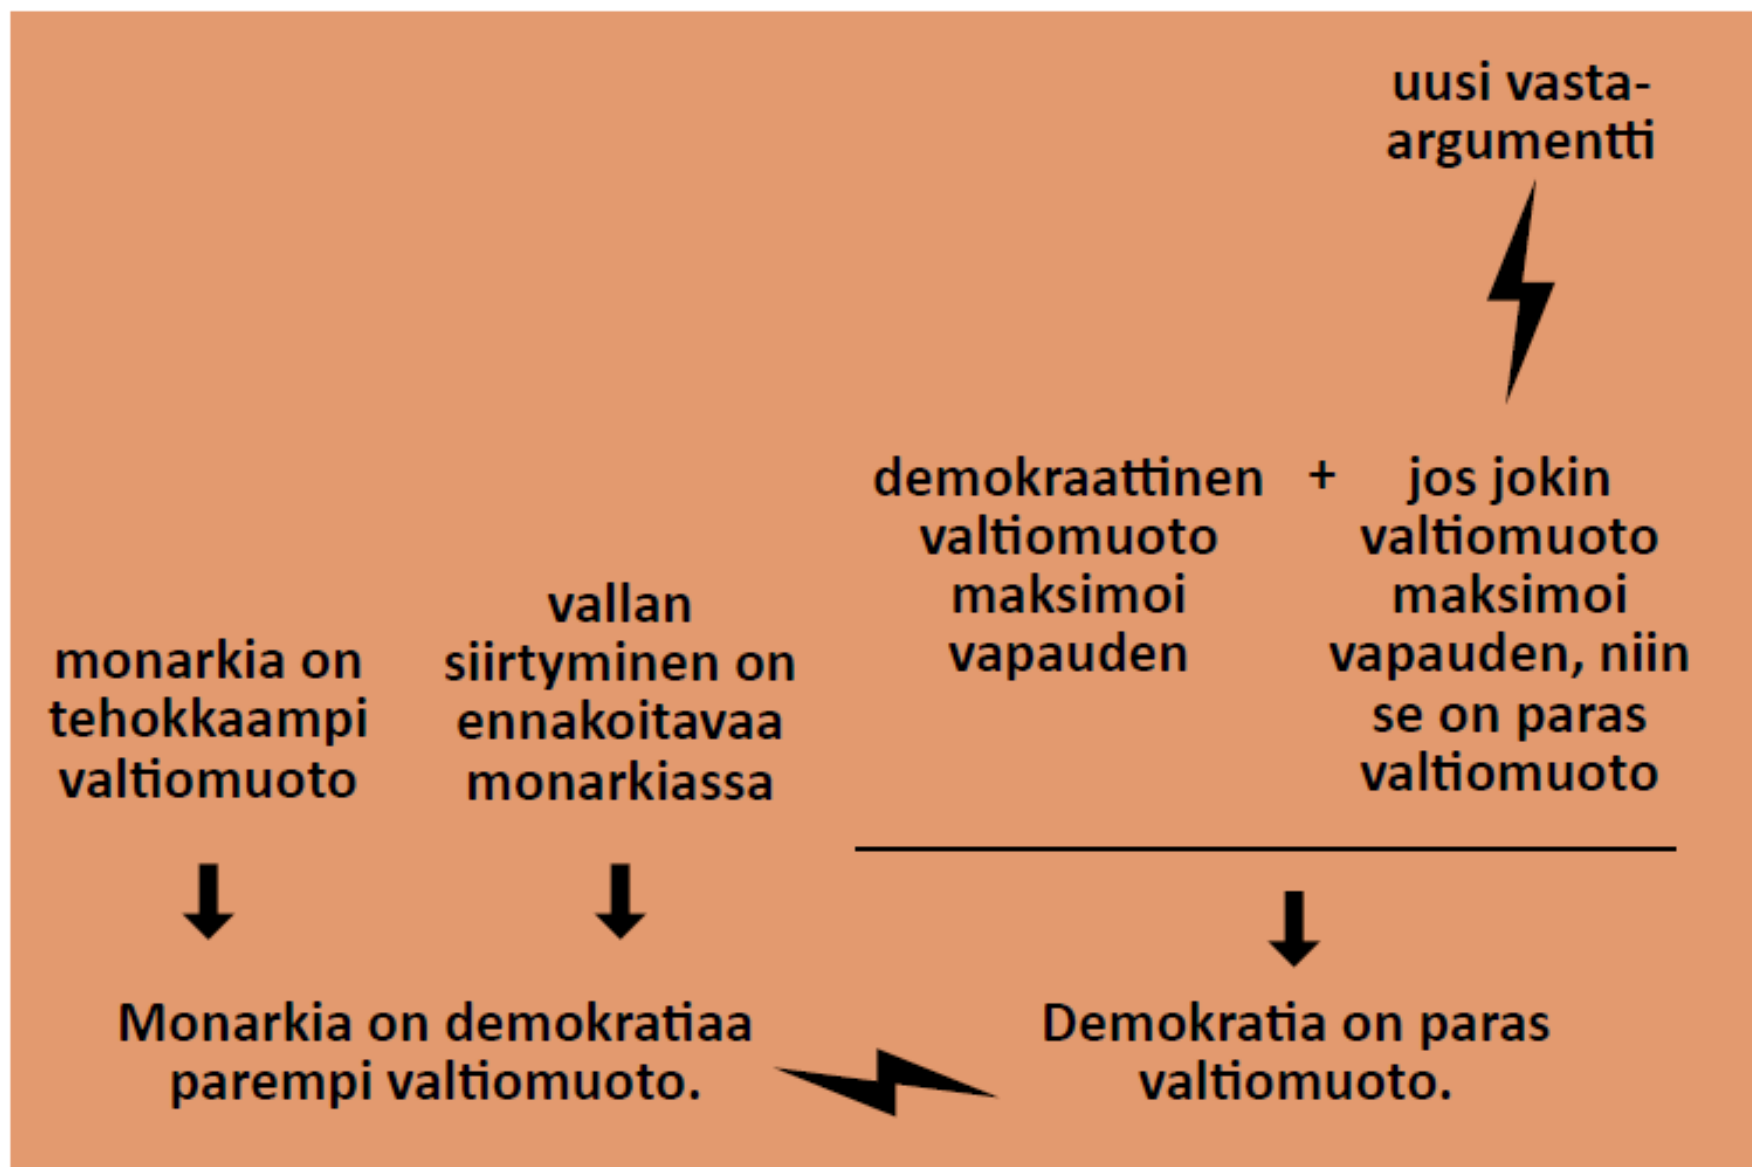 uusi vasta-
argumentti
demokraattinen
valtiomuoto
maksimoi
vapauden
+
jos jokin
valtiomuoto
maksimoi
vapauden, niin
se on paras
valtiomuoto
monarkia on
tehokkaampi
valtiomuoto
vallan
siirtyminen on
ennakoitavaa
monarkiassa
Monarkia on demokratiaa
parempi valtiomuoto.
Demokratia on paras
valtiomuoto.